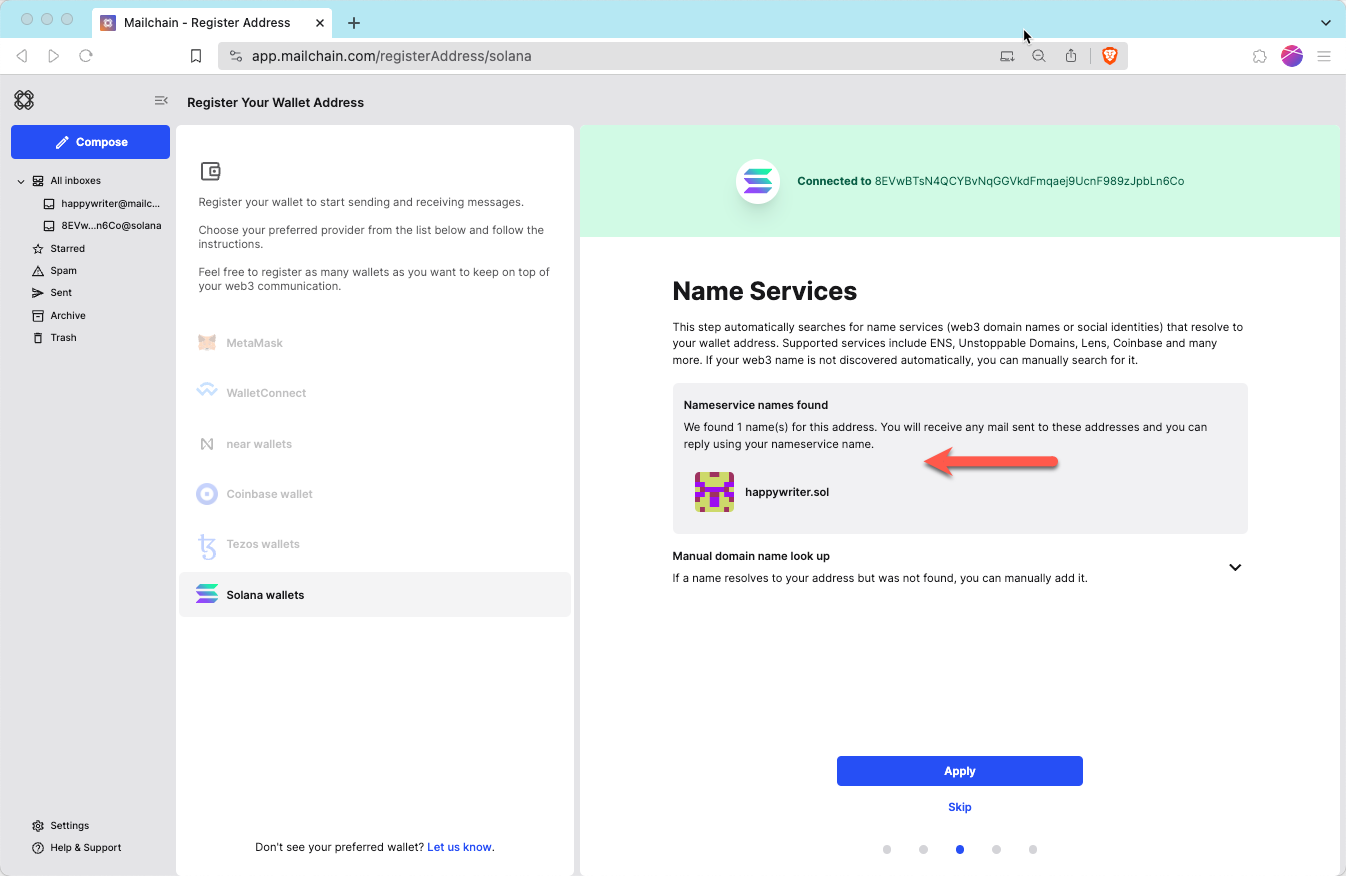 Mailchain - Register Address
app.mailchain.com/registerAddress/solana
Register Your Wallet Address
Compose
All inboxes
happywriter@mailc...
8EVw...n6Co@solana
Starred
Spam
Sent
Archive
Trash
Settings
Help & Support
Register your wallet to start sending and receiving messages.
Choose your preferred provider from the list below and follow the
instructions.
Feel free to register as many wallets as you want to keep on top of
your web3 communication.
MetaMask
WalletConnect
near wallets
Coinbase wallet
Tezos wallets
Solana wallets
Don't see your preferred wallet? Let us know.
Connected to 8EVwBTsN4QCYBvNqGGVkdFmqaej9UcnF989zJpbLn6Co
Name Services
This step automatically searches for name services (web3 domain names or social identities) that resolve to
your wallet address. Supported services include ENS, Unstoppable Domains, Lens, Coinbase and many
more. If your web3 name is not discovered automatically, you can manually search for it.
Nameservice names found
We found 1 name(s) for this address. You will receive any mail sent to these addresses and you can
reply using your nameservice name.
happywriter.sol
Manual domain name look up
If a name resolves to your address but was not found, you can manually add it.
Apply
Skip